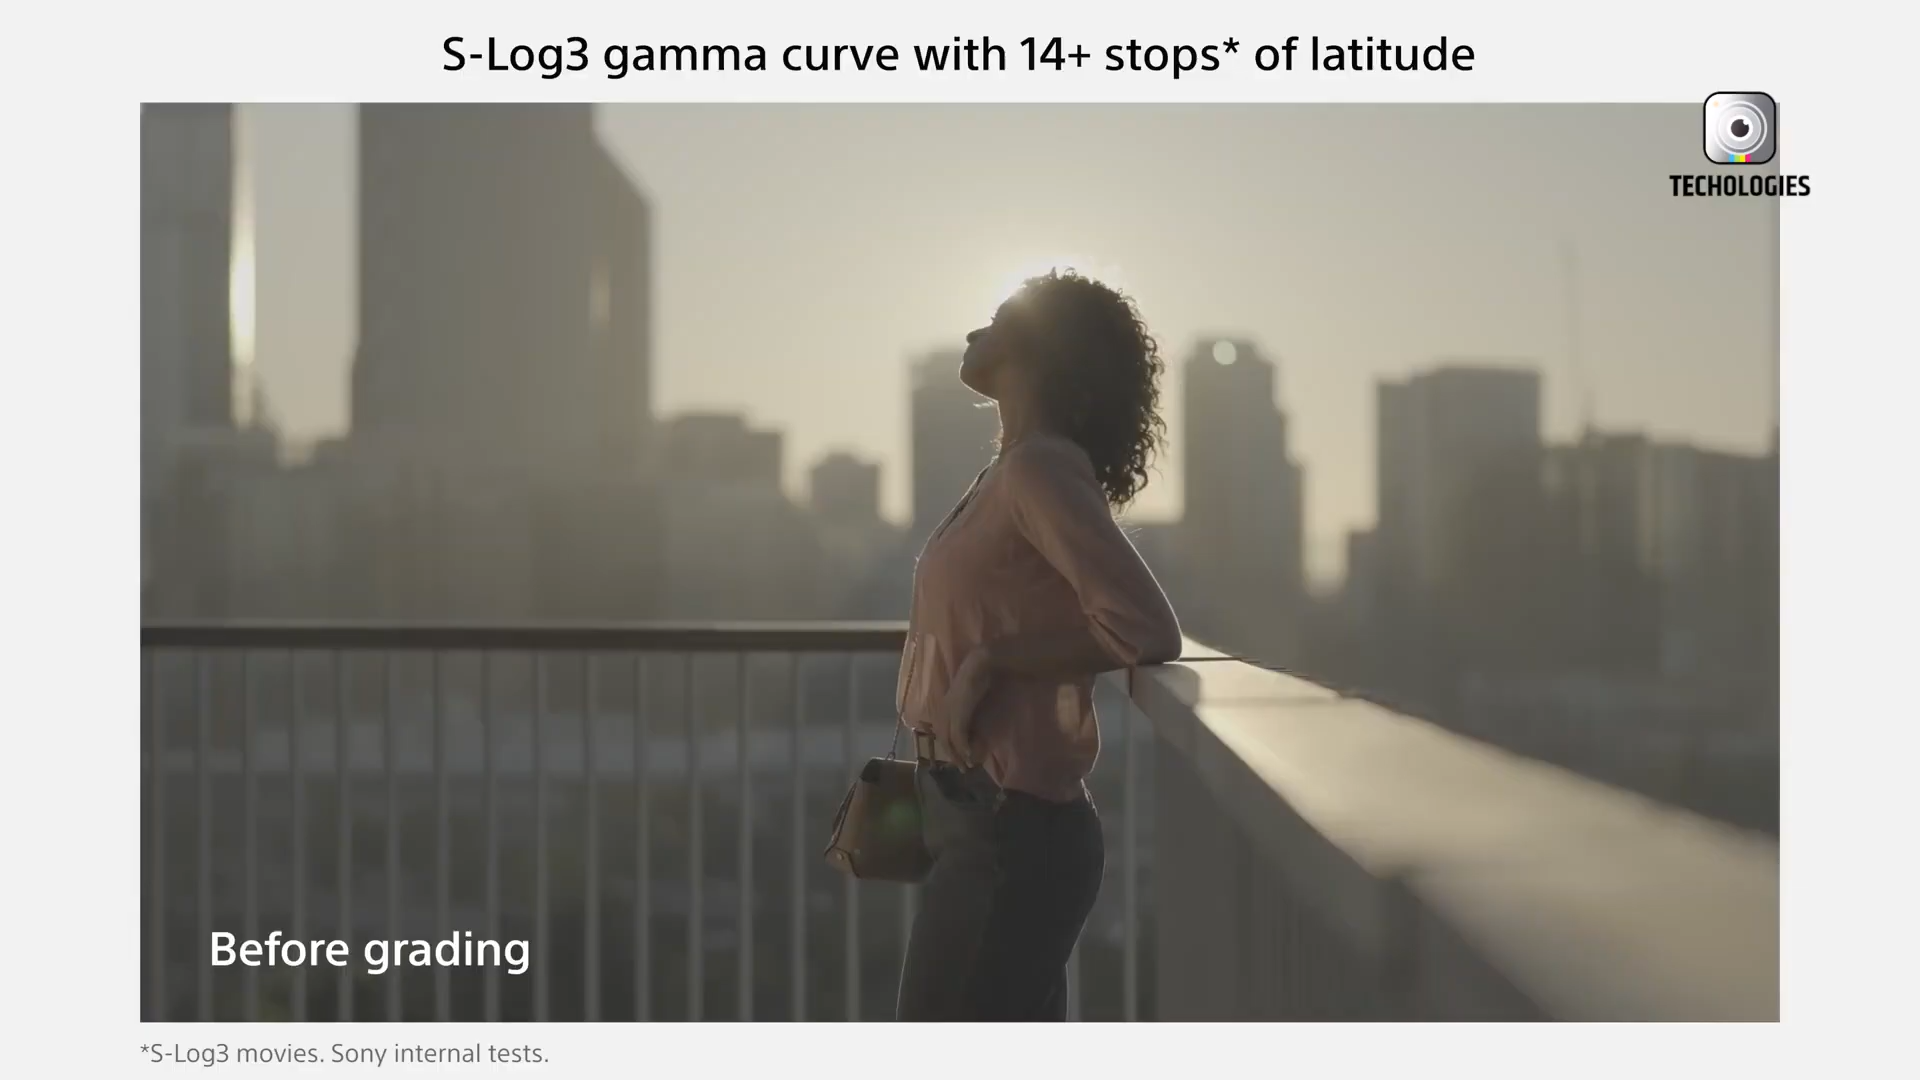 S-Log3 gamma curve with 14+ stops* of latitude
TECHOLOGIES
Before grading
*S-Log3 movies. Sony internal tests.